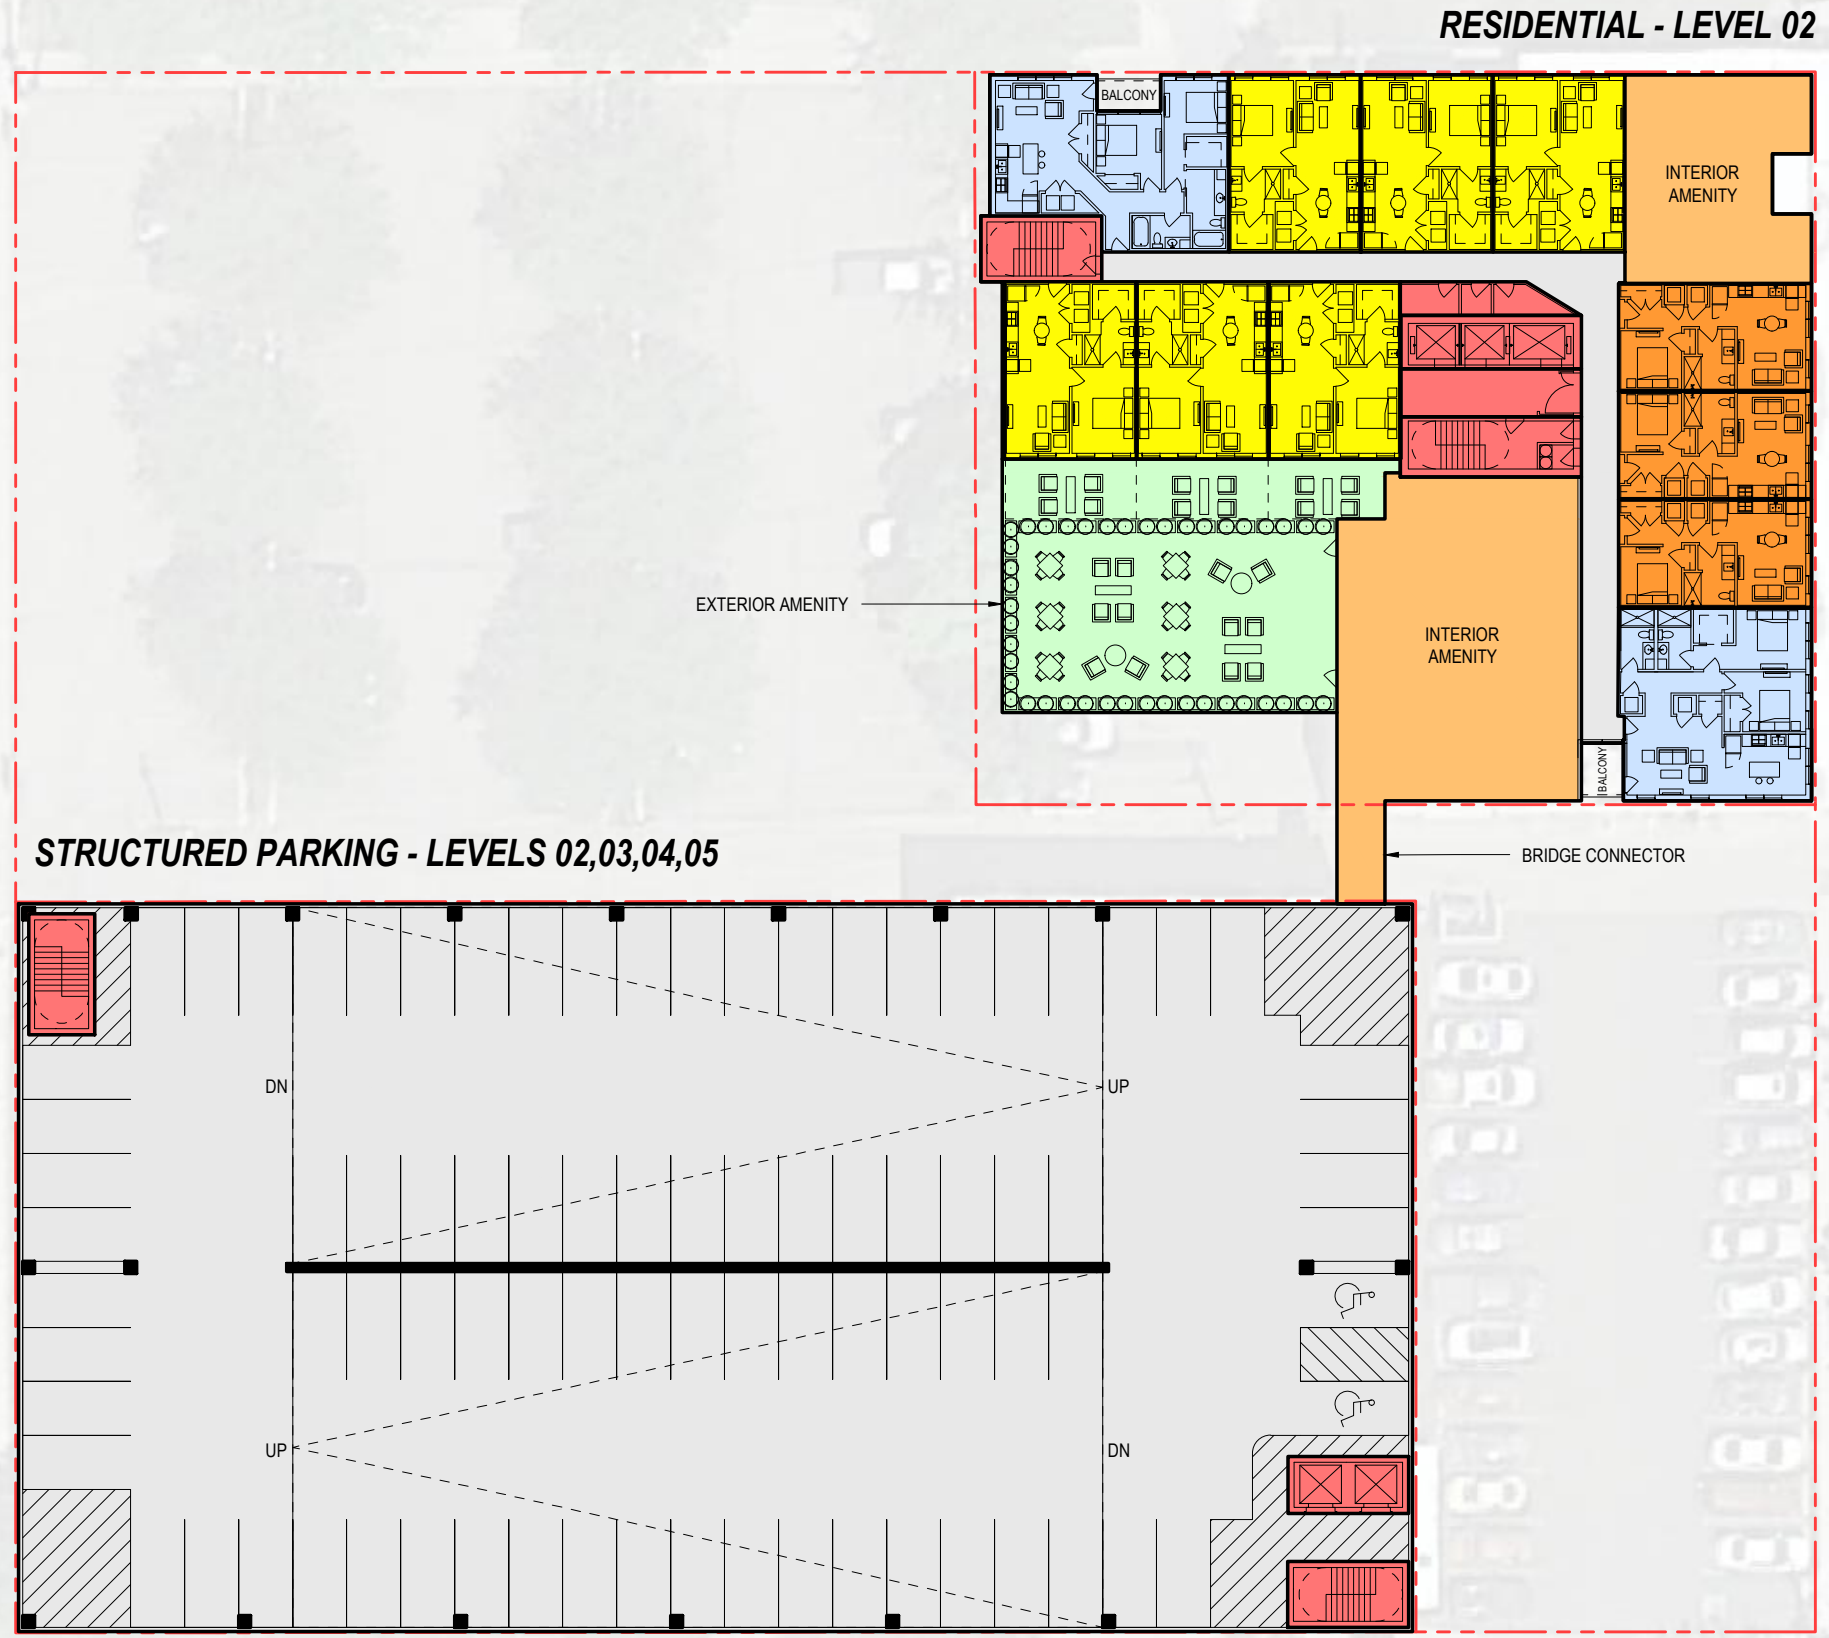 RESIDENTIAL - LEVEL 02
BALCONY
INTERIOR
AMENITY
EXTERIOR AMENITY
INTERIOR
AMENITY
BALCONY
STRUCTURED PARKING - LEVELS 02,03,04,05
BRIDGE CONNECTOR
DN
UP
UP
DN